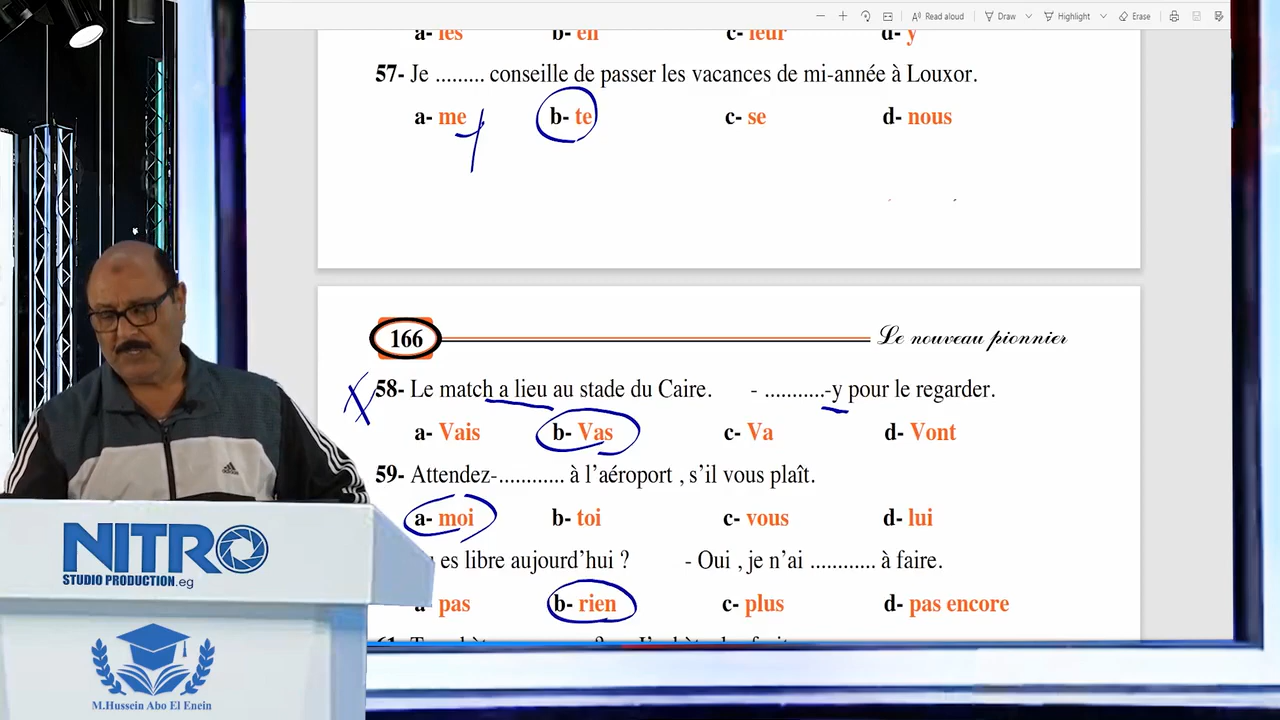 Read aloud Draw Highlight Erase
a- les b- en c- leur d- y
57- Je ......... conseille de passer les vacances de mi-année à Louxor.
a- me b- te c- se d- nous
166 Le nouveau pionnier
58- Le match a lieu au stade du Caire. - ...........-y pour le regarder.
a- Vais b- Vas c- Va d- Vont
59- Attendez-............ à l'aéroport , s'il vous plaît.
a- moi b- toi c- vous d- lui
es libre aujourd'hui ? - Oui , je n'ai ............ à faire.
pas b- rien c- plus d- pas encore
adidas
NITRO
STUDIO PRODUCTION.eg
M.Hussein Abo El Enein